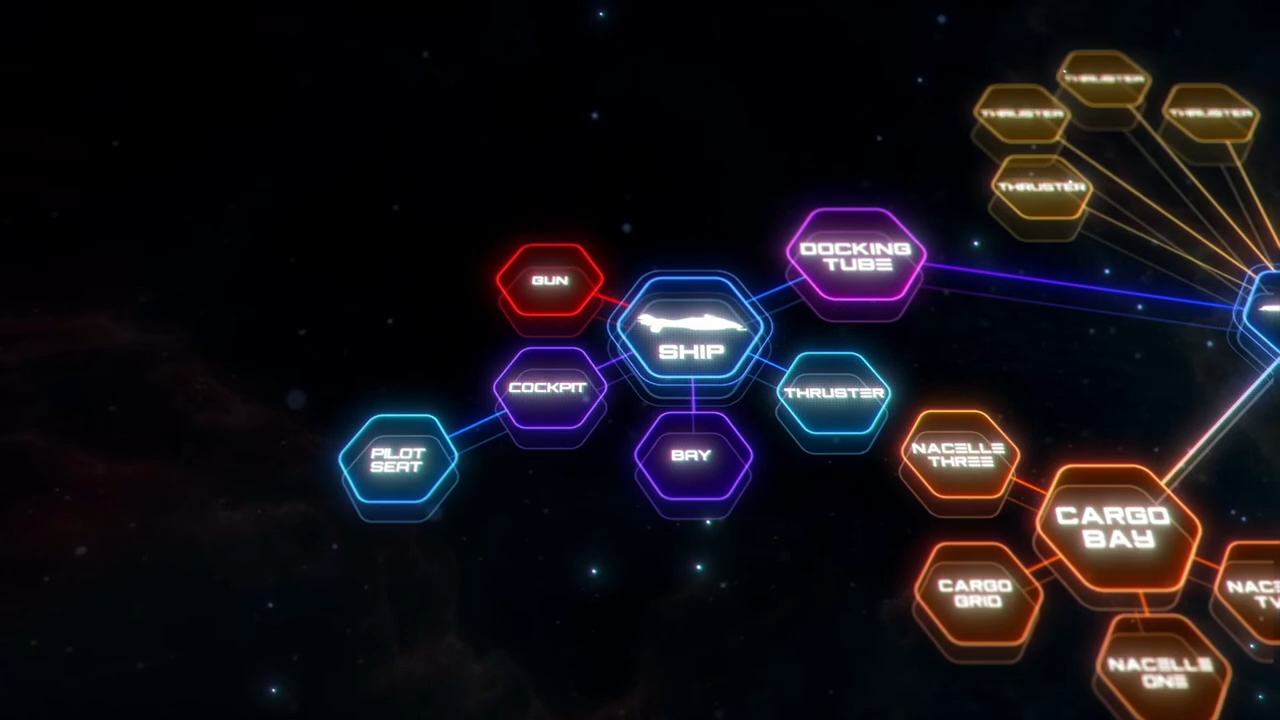 THRUSTER
THRUSTER
THRUSTER
THRUSTER
DOCKING
TUBE
GUN
SHIP
COCKPIT
THRUSTER
PILOT
SEAT
BAY
NACELLE
THREE
CARGO
BAY
CARGO
GRID
NACELLE
ONE